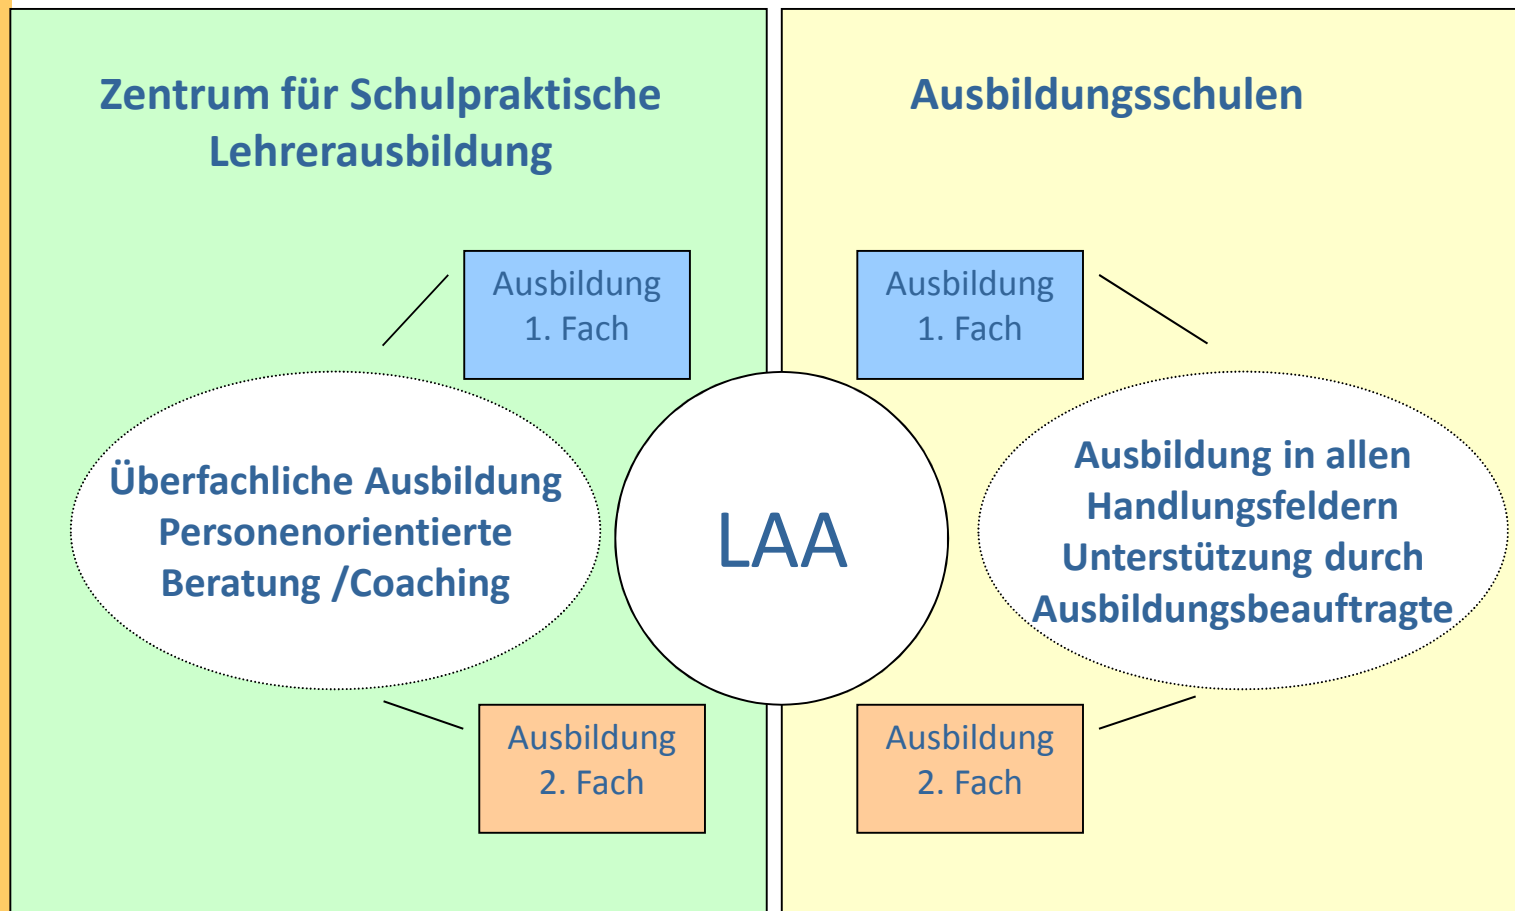 Zentrum für Schulpraktische
Lehrerausbildung
Ausbildung
1. Fach
Überfachliche Ausbildung
Personenorientierte
Beratung /Coaching
Ausbildung
2. Fach
LAA
Ausbildungsschulen
Ausbildung
1. Fach
Ausbildung in allen
Handlungsfeldern
Unterstützung durch
Ausbildungsbeauftragte
Ausbildung
2. Fach